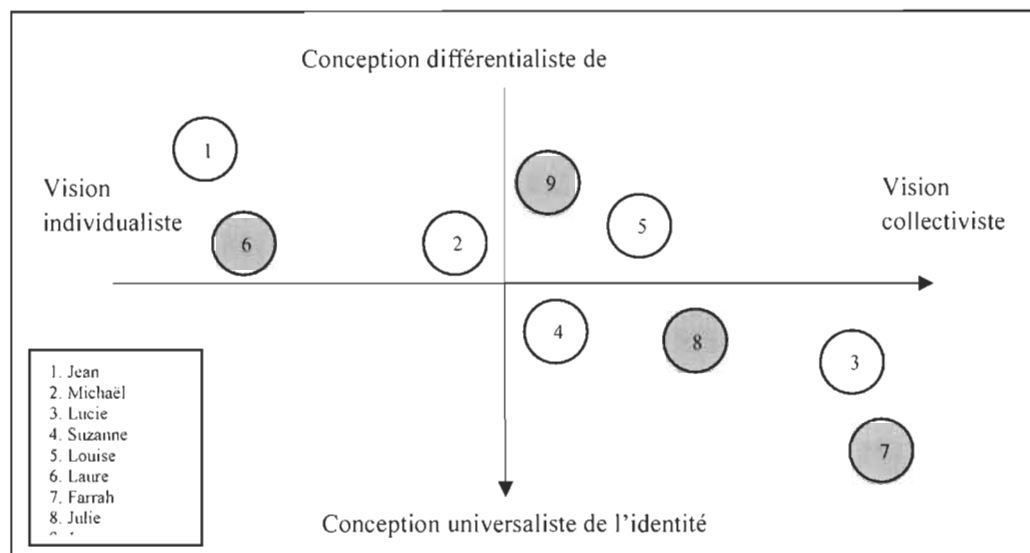 Conception différentialiste de
1
9
Vision
individualiste
Vision
collectiviste
6
2
5
4
8
3
7
1. Jean
2. Michaël
3. Lucie
4. Suzanne
5. Louise
6. Laure
7. Farrah
8. Julie
Conception universaliste de l'identité